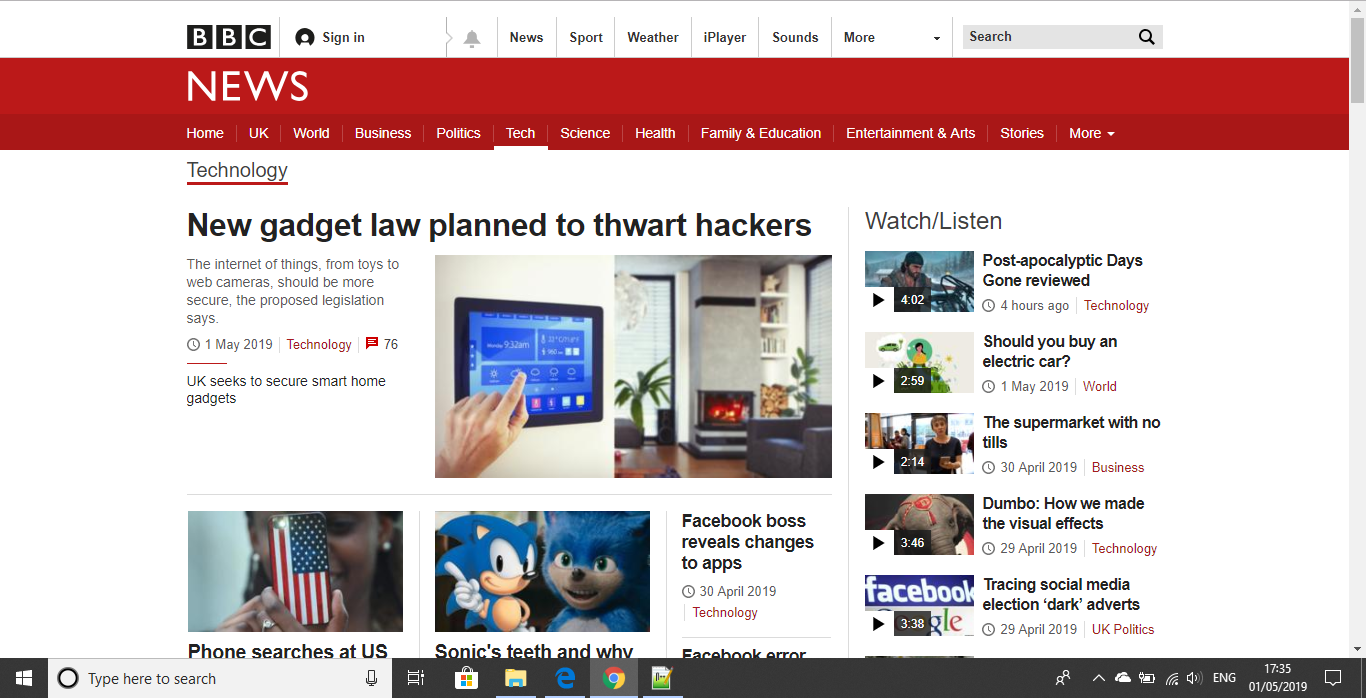 BBC
Sign in
News
Sport
Weather
iPlayer
Sounds
More
Search
NEWS
Home
UK
World
Business
Politics
Tech
Science
Health
Family & Education
Entertainment & Arts
Stories
More
Technology
New gadget law planned to thwart hackers
The internet of things, from toys to
web cameras, should be more
secure, the proposed legislation
says.
1 May 2019
Technology
76
UK seeks to secure smart home
gadgets
Monday 9:32am
Phone searches at US
Sonic's teeth and why
Facebook boss
reveals changes
to apps
30 April 2019
Technology
Facebook error
Watch/Listen
Post-apocalyptic Days
Gone reviewed
4:02
4 hours ago
Technology
Should you buy an
electric car?
2:59
1 May 2019
World
The supermarket with no
tills
2:14
30 April 2019
Business
Dumbo: How we made
the visual effects
3:46
29 April 2019
Technology
Tracing social media
election ‘dark’ adverts
facebook
3:38
29 April 2019
UK Politics
Type here to search
ENG
17:35
01/05/2019